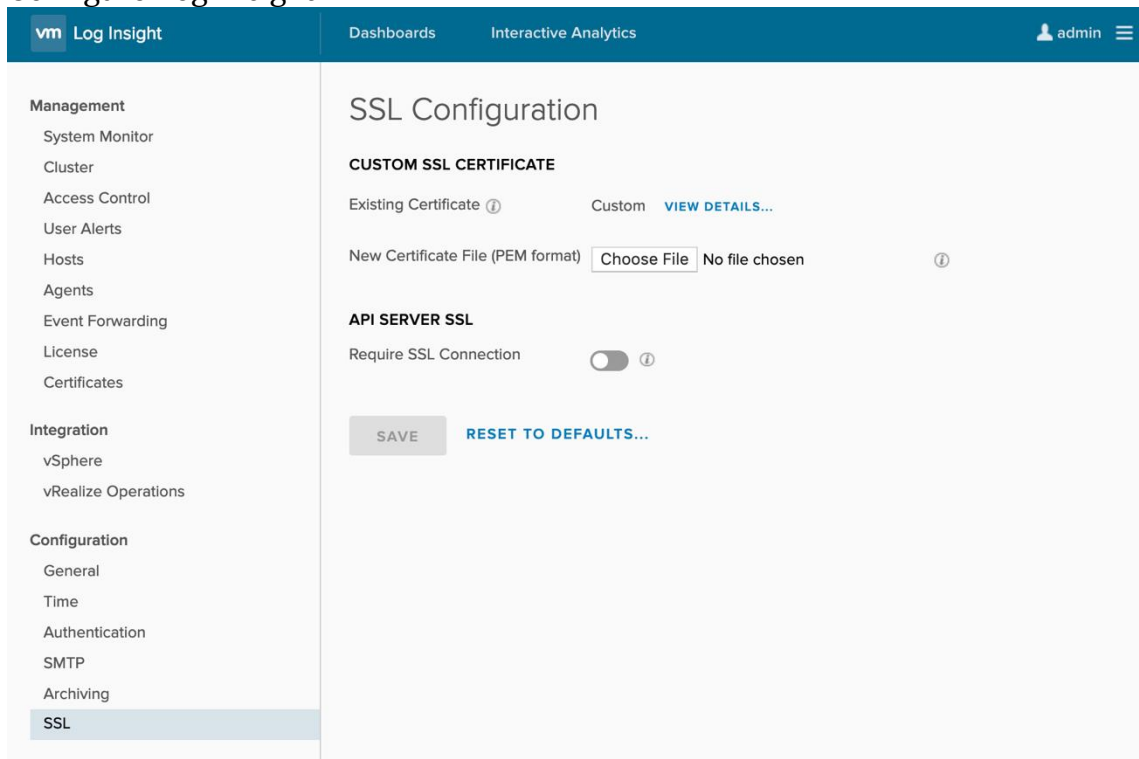 vm Log Insight
Dashboards Interactive Analytics
admin
Management
System Monitor
Cluster
Access Control
User Alerts
Hosts
Agents
Event Forwarding
License
Certificates
Integration
vSphere
vRealize Operations
Configuration
General
Time
Authentication
SMTP
Archiving
SSL
SSL Configuration
CUSTOM SSL CERTIFICATE
Existing Certificate i Custom VIEW DETAILS...
New Certificate File (PEM format) Choose File No file chosen i
API SERVER SSL
Require SSL Connection i
SAVE RESET TO DEFAULTS...